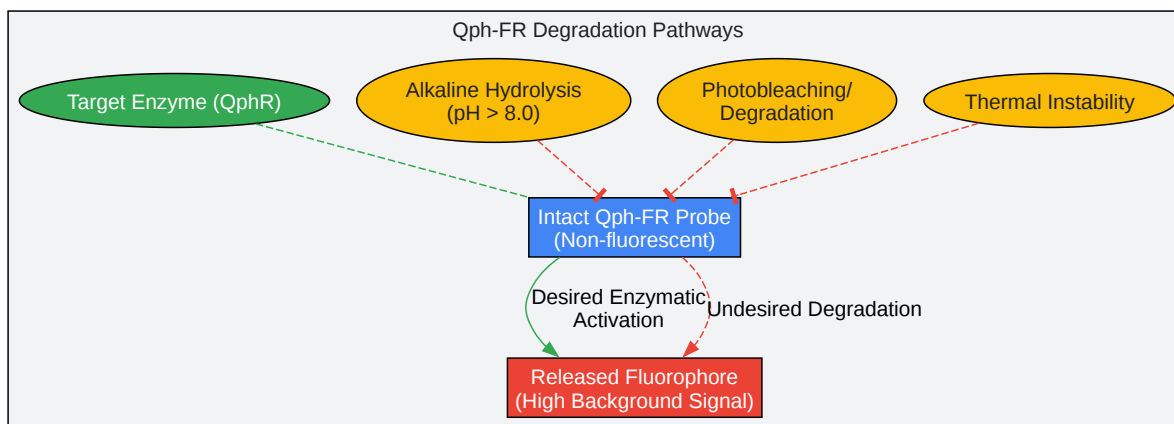 Qph-FR Degradation Pathways
Target Enzyme (QphR)
Alkaline Hydrolysis
(pH > 8.0)
Photobleaching/
Degradation
Thermal Instability
Intact Qph-FR Probe
(Non-fluorescent)
Desired Enzymatic
Activation
Undesired Degradation
Released Fluorophore
(High Background Signal)